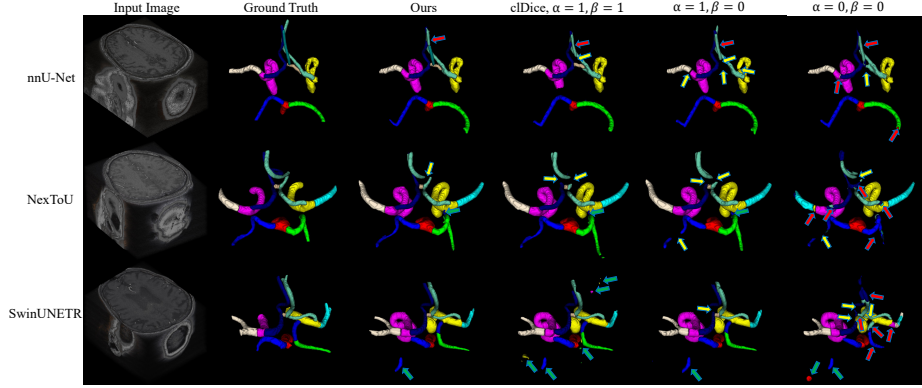 Input Image Ground Truth Ours clDice, α = 1, β = 1 α = 1, β = 0 α = 0, β = 0
nnU-Net
NexToU
SwinUNETR